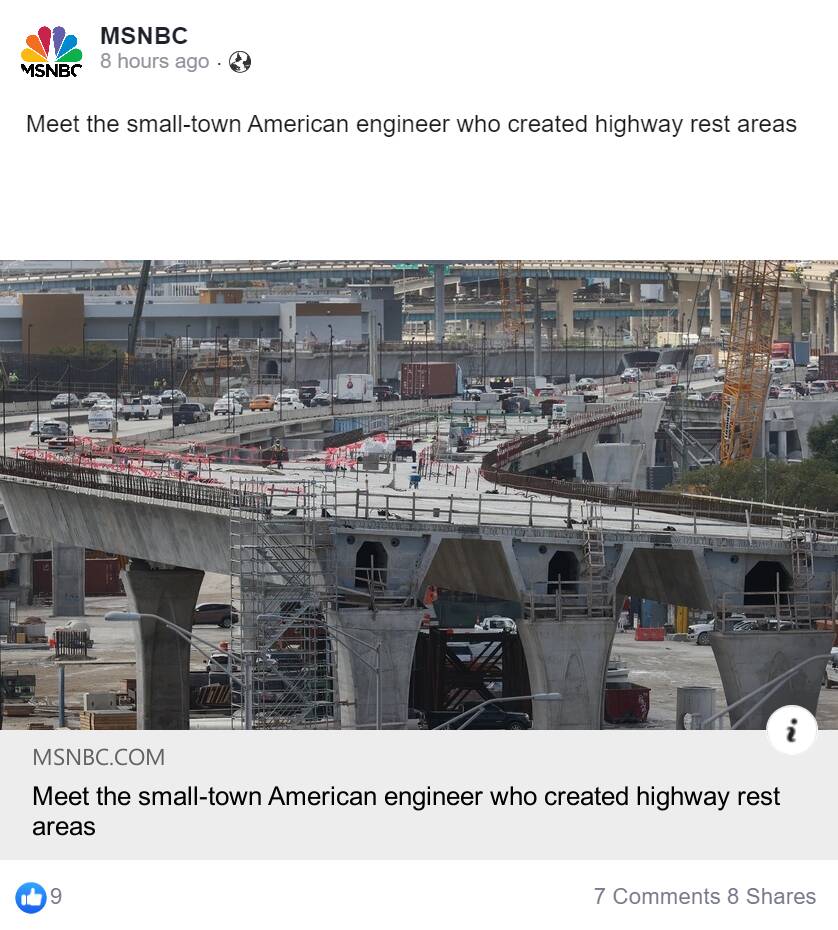 MSNBC
MSNBC
8 hours ago ·
Meet the small-town American engineer who created highway rest areas
MSNBC.COM
Meet the small-town American engineer who created highway rest
areas
9
7 Comments 8 Shares